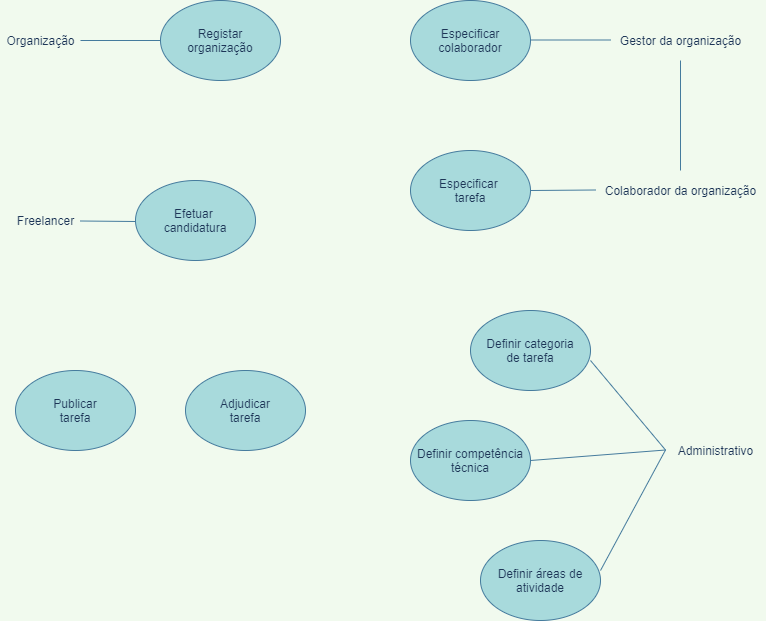 Organização
Registar
organização
Especificar
colaborador
Gestor da organização
Especificar
tarefa
Colaborador da organização
Freelancer
Efetuar
candidatura
Definir categoria
de tarefa
Publicar
tarefa
Adjudicar
tarefa
Definir competência
técnica
Administrativo
Definir áreas de
atividade